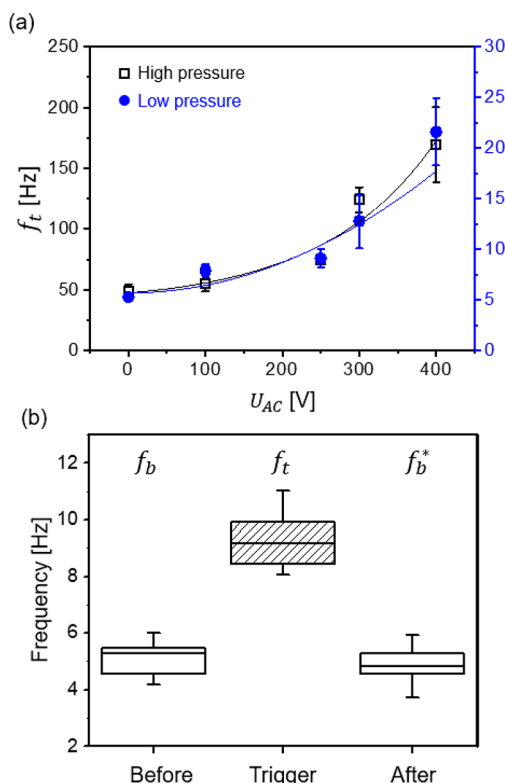 (a)
250
200
150
100
50
0
f_t [Hz]
High pressure
Low pressure
30
25
20
15
10
5
0
0 100 200 300 400
U_AC [V]
(b)
12
10
8
6
4
2
Frequency [Hz]
f_b f_t f_b^*
Before Trigger After